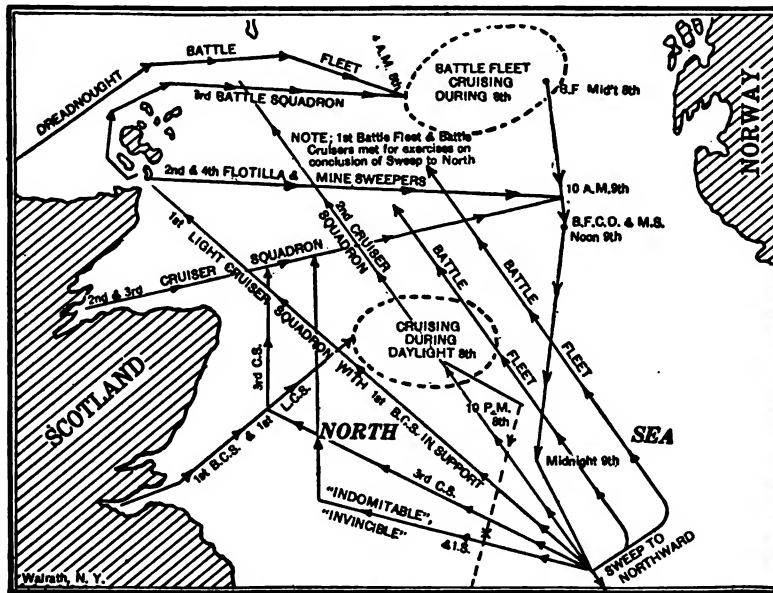 BATTLE FLEET
4 A.M. 8th
DREADNOUGHT
3rd BATTLE SQUADRON
BATTLE FLEET
CRUISING
DURING 8th
B.F Mid't 8th
NORWAY
NOTE; 1st Battle Fleet & Battle
Cruisers met for exercises on
conclusion of Sweep to North
2nd & 4th FLOTILLA & MINE SWEEPERS
10 A.M. 9th
B.F.C.D. & M.S.
Noon 9th
1st LIGHT CRUISER SQUADRON WITH 1st B.C.S. IN SUPPORT
2nd CRUISER
SQUADRON
2nd & 3rd CRUISER SQUADRON
BATTLE FLEET
BATTLE FLEET
CRUISING
DURING
DAYLIGHT 8th
SCOTLAND
3rd C.S.
1st B.C.S. & 1st L.C.S.
10 P.M.
8th
NORTH
SEA
Midnight 9th
3rd C.S.
"INDOMITABLE",
"INVINCIBLE"
& I.S.
SWEEP TO
NORTHWARD
Walrath, N. Y.